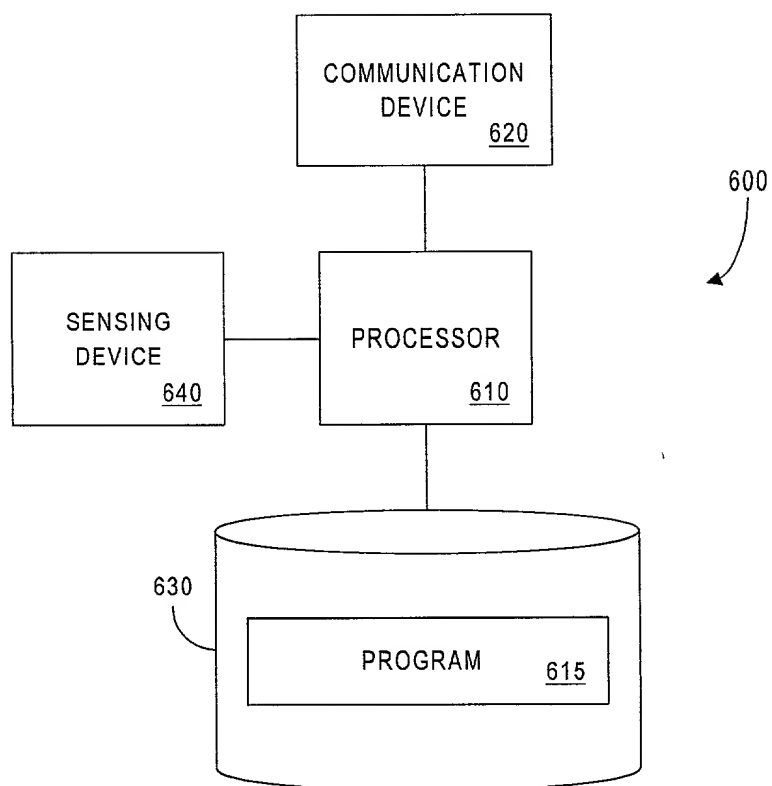 COMMUNICATION
DEVICE
620
600
SENSING
DEVICE
640
PROCESSOR
610
630
PROGRAM
615